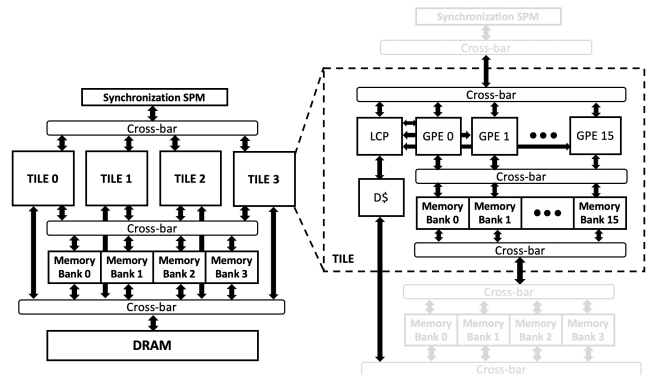 Synchronization SPM
Cross-bar
TILE 0
TILE 1
TILE 2
TILE 3
Cross-bar
Memory Bank 0
Memory Bank 1
Memory Bank 2
Memory Bank 3
Cross-bar
DRAM
Synchronization SPM
Cross-bar
Cross-bar
LCP
GPE 0
GPE 1
GPE 15
Cross-bar
D$
Memory Bank 0
Memory Bank 1
Memory Bank 15
Cross-bar
TILE
Cross-bar
Memory Bank 0
Memory Bank 1
Memory Bank 2
Memory Bank 3
Cross-bar